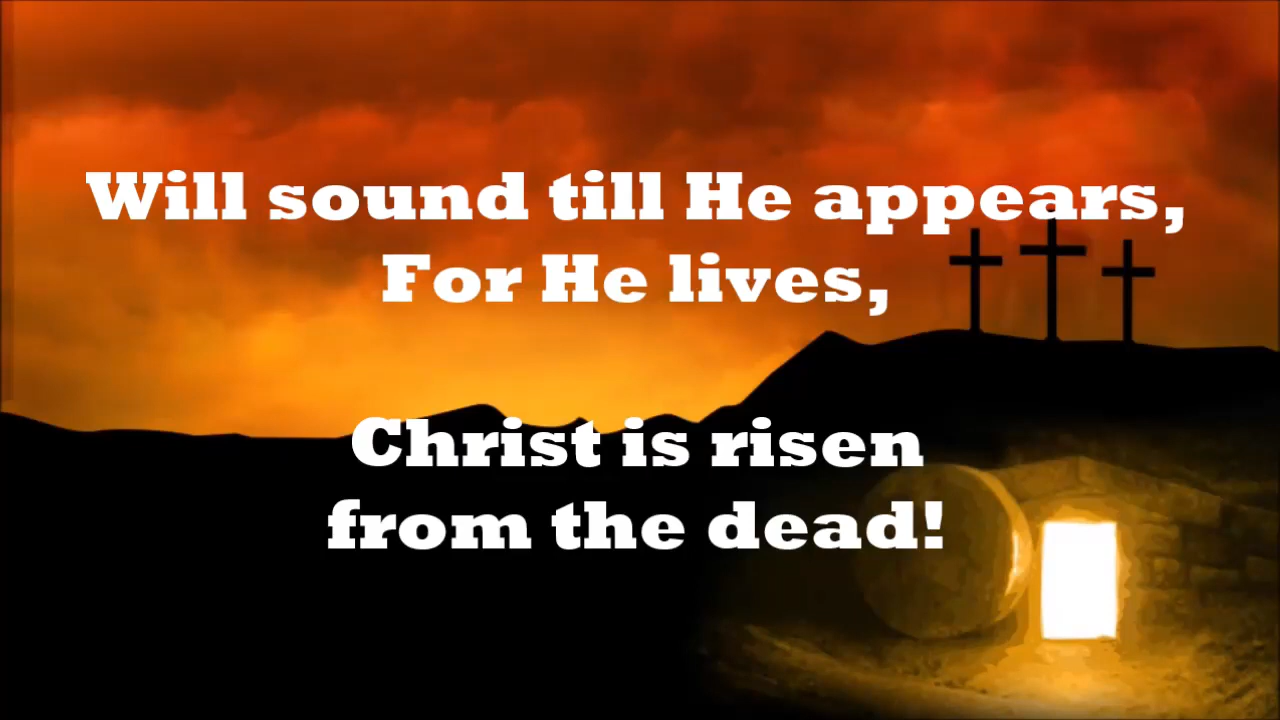 Will sound till He appears,
For He lives,
Christ is risen
from the dead!